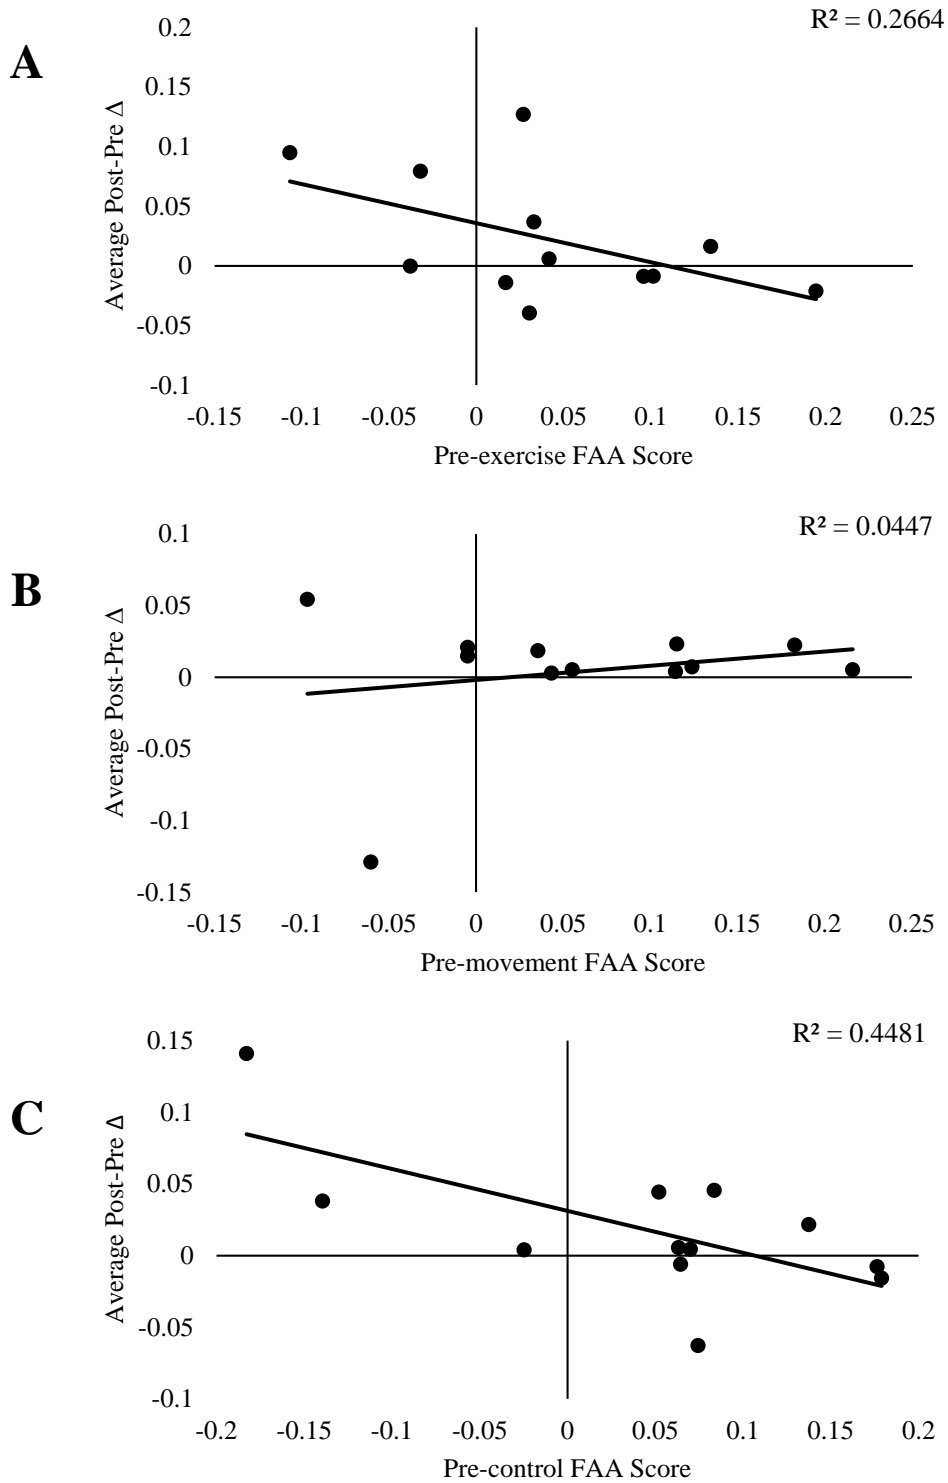 R² = 0.2664
A
Average Post-Pre Δ
0.2
0.15
0.1
0.05
0
-0.05
-0.1
-0.15 -0.1 -0.05 0 0.05 0.1 0.15 0.2 0.25
Pre-exercise FAA Score
R² = 0.0447
B
Average Post-Pre Δ
0.1
0.05
0
-0.05
-0.1
-0.15
-0.15 -0.1 -0.05 0 0.05 0.1 0.15 0.2 0.25
Pre-movement FAA Score
R² = 0.4481
C
Average Post-Pre Δ
0.15
0.1
0.05
0
-0.05
-0.1
-0.2 -0.15 -0.1 -0.05 0 0.05 0.1 0.15 0.2
Pre-control FAA Score